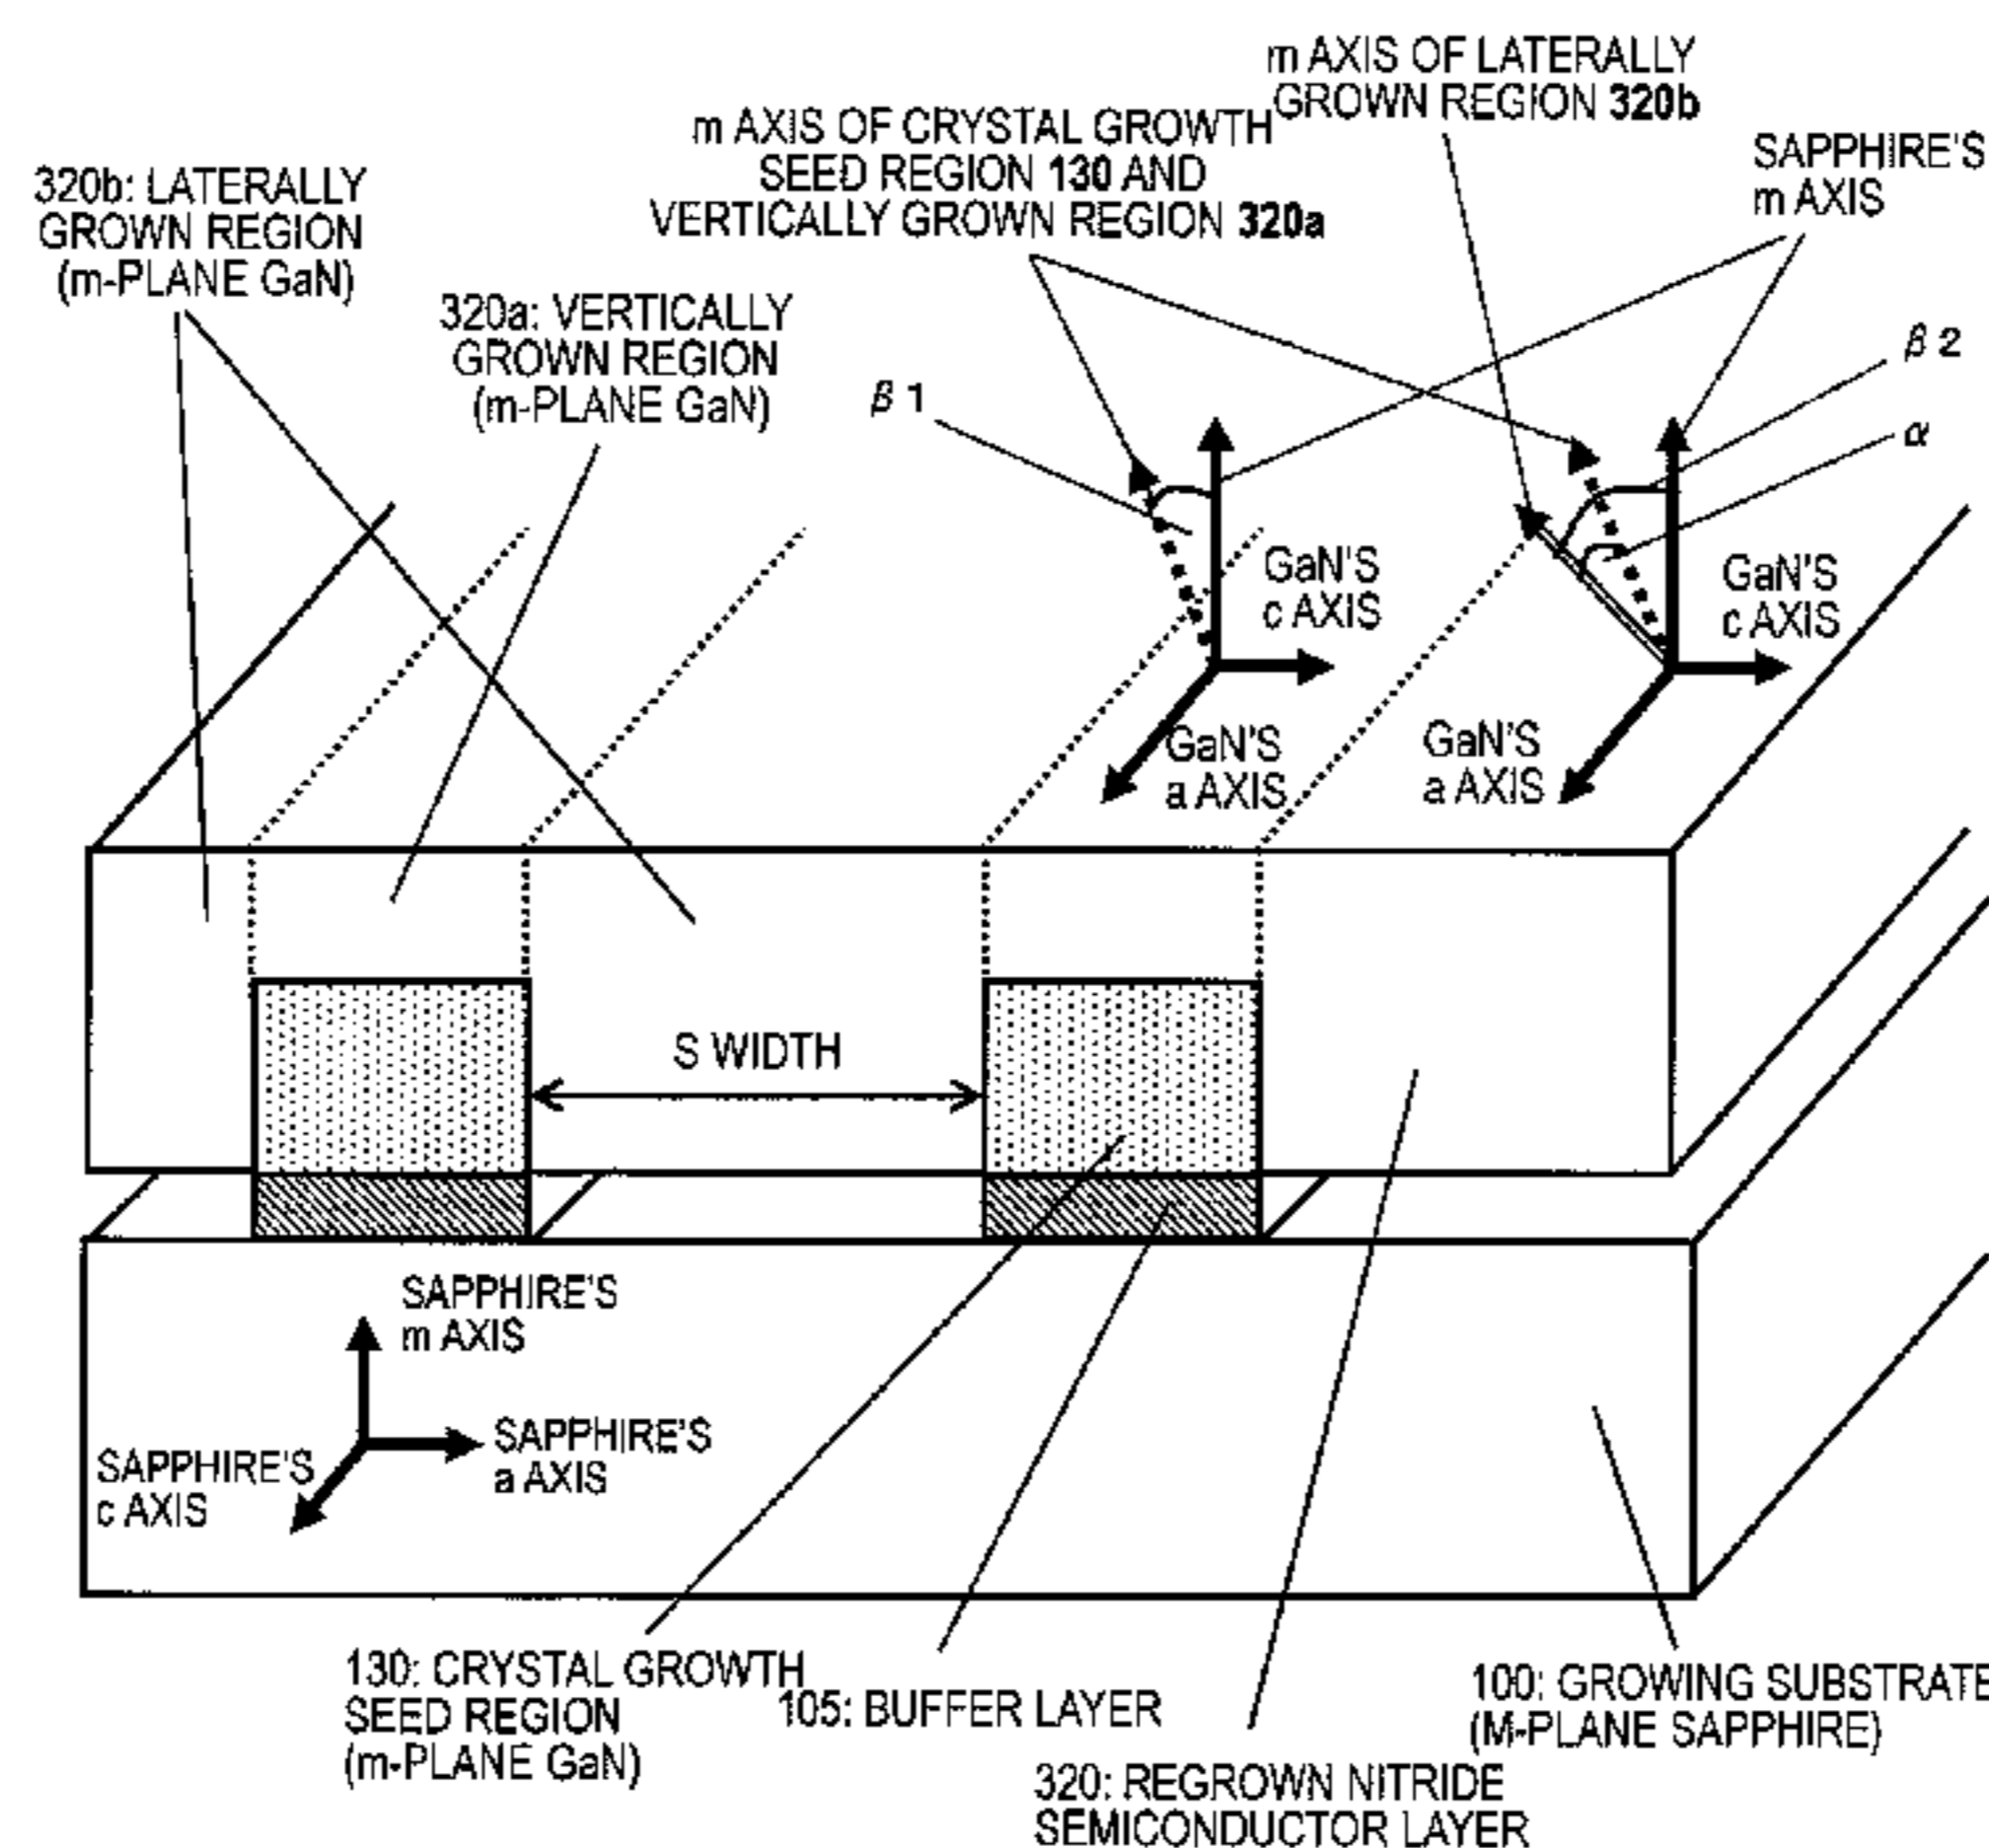 m AXIS OF LATERALLY
GROWN REGION 320b
m AXIS OF CRYSTAL GROWTH
SEED REGION 130 AND
VERTICALLY GROWN REGION 320a
SAPPHIRE'S
m AXIS
320b: LATERALLY
GROWN REGION
(m-PLANE GaN)
320a: VERTICALLY
GROWN REGION
(m-PLANE GaN)
β 1
β 2
α
GaN'S
c AXIS
GaN'S
c AXIS
GaN'S
a AXIS
GaN'S
a AXIS
S WIDTH
SAPPHIRE'S
m AXIS
SAPPHIRE'S
a AXIS
SAPPHIRE'S
c AXIS
130: CRYSTAL GROWTH
SEED REGION
(m-PLANE GaN)
105: BUFFER LAYER
320: REGROWN NITRIDE
SEMICONDUCTOR LAYER
100: GROWING SUBSTRATE
(M-PLANE SAPPHIRE)